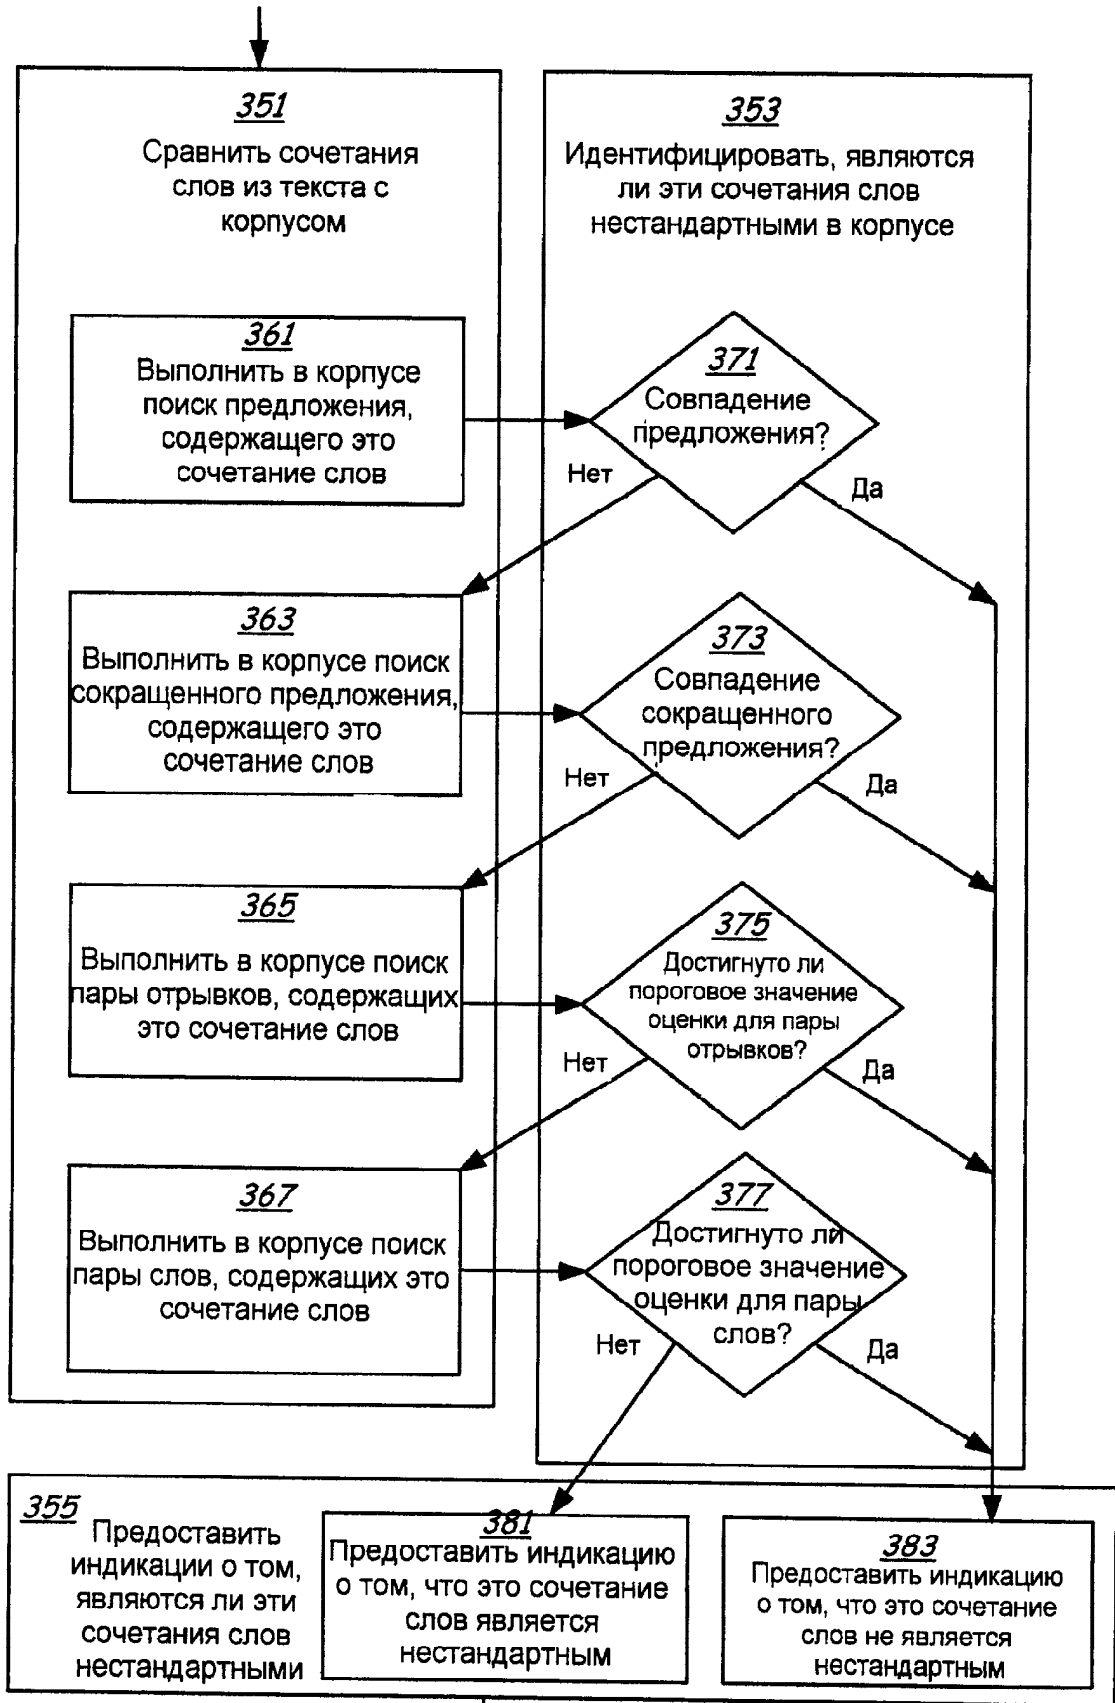 351
Сравнить сочетания
слов из текста с
корпусом
353
Идентифицировать, являются
ли эти сочетания слов
нестандартными в корпусе
361
Выполнить в корпусе
поиск предложения,
содержащего это
сочетание слов
371
Совпадение
предложения?
Нет
Да
363
Выполнить в корпусе поиск
сокращенного предложения,
содержащего это
сочетание слов
373
Совпадение
сокращенного
предложения?
Нет
Да
365
Выполнить в корпусе поиск
пары отрывков, содержащих
это сочетание слов
375
Достигнуто ли
пороговое значение
оценки для пары
отрывков?
Нет
Да
367
Выполнить в корпусе поиск
пары слов, содержащих это
сочетание слов
377
Достигнуто ли
пороговое значение
оценки для пары
слов?
Нет
Да
355
Предоставить
индикации о том,
являются ли эти
сочетания слов
нестандартными
381
Предоставить индикацию
о том, что это сочетание
слов является
нестандартным
383
Предоставить индикацию
о том, что это сочетание
слов не является
нестандартным